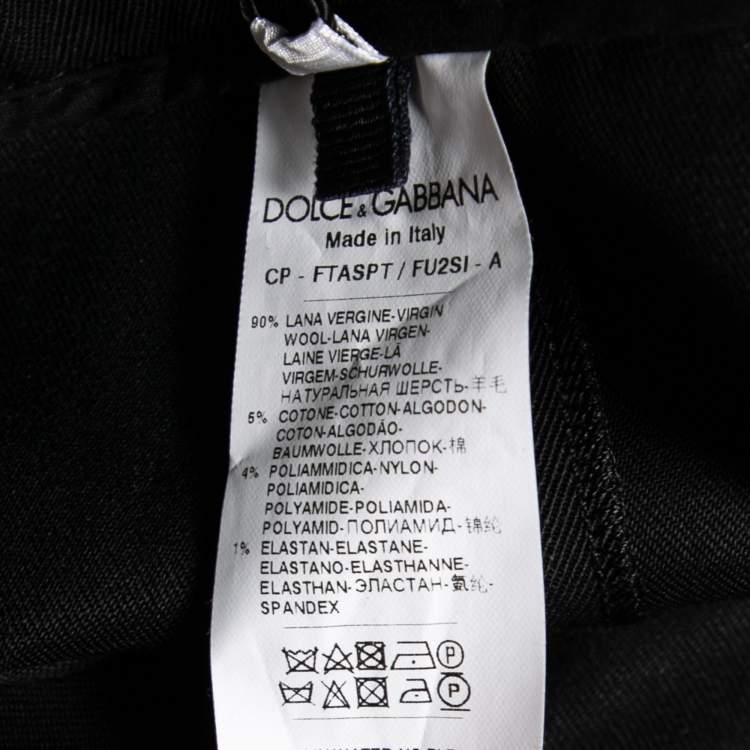 DOLCE & GABBANA
Made in Italy
CP - FTASPT / FU2SI - A
90% LANA VERGINE-VIRGIN
WOOL-LANA VIRGEN-
LAINE VIERGE-LÃ
VIRGEM-SCHURWOLLE-
НАТУРАЛЬНАЯ ШЕРСТЬ-羊毛
5% COTONE-COTTON-ALGODON-
COTON-ALGODÃO-
BAUMWOLLE-ХЛОПОК-棉
4% POLIAMMIDICA-NYLON-
POLIAMIDICA-
POLYAMIDE-POLIAMIDA-
POLYAMID-ПОЛИАМИД-锦纶
1% ELASTAN-ELASTANE-
ELASTANO-ELASTHANNE-
ELASTHAN-ЭЛАСТАН-氨纶-
SPANDEX
P
P